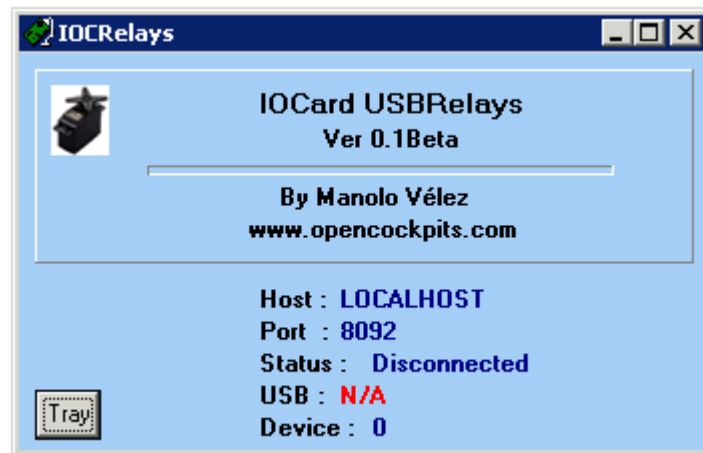 IOCRelays
IOCard USBRelays
Ver 0.1Beta
By Manolo Vélez
www.opencockpits.com
Host : LOCALHOST
Port : 8092
Status : Disconnected
USB : N/A
Tray
Device : 0